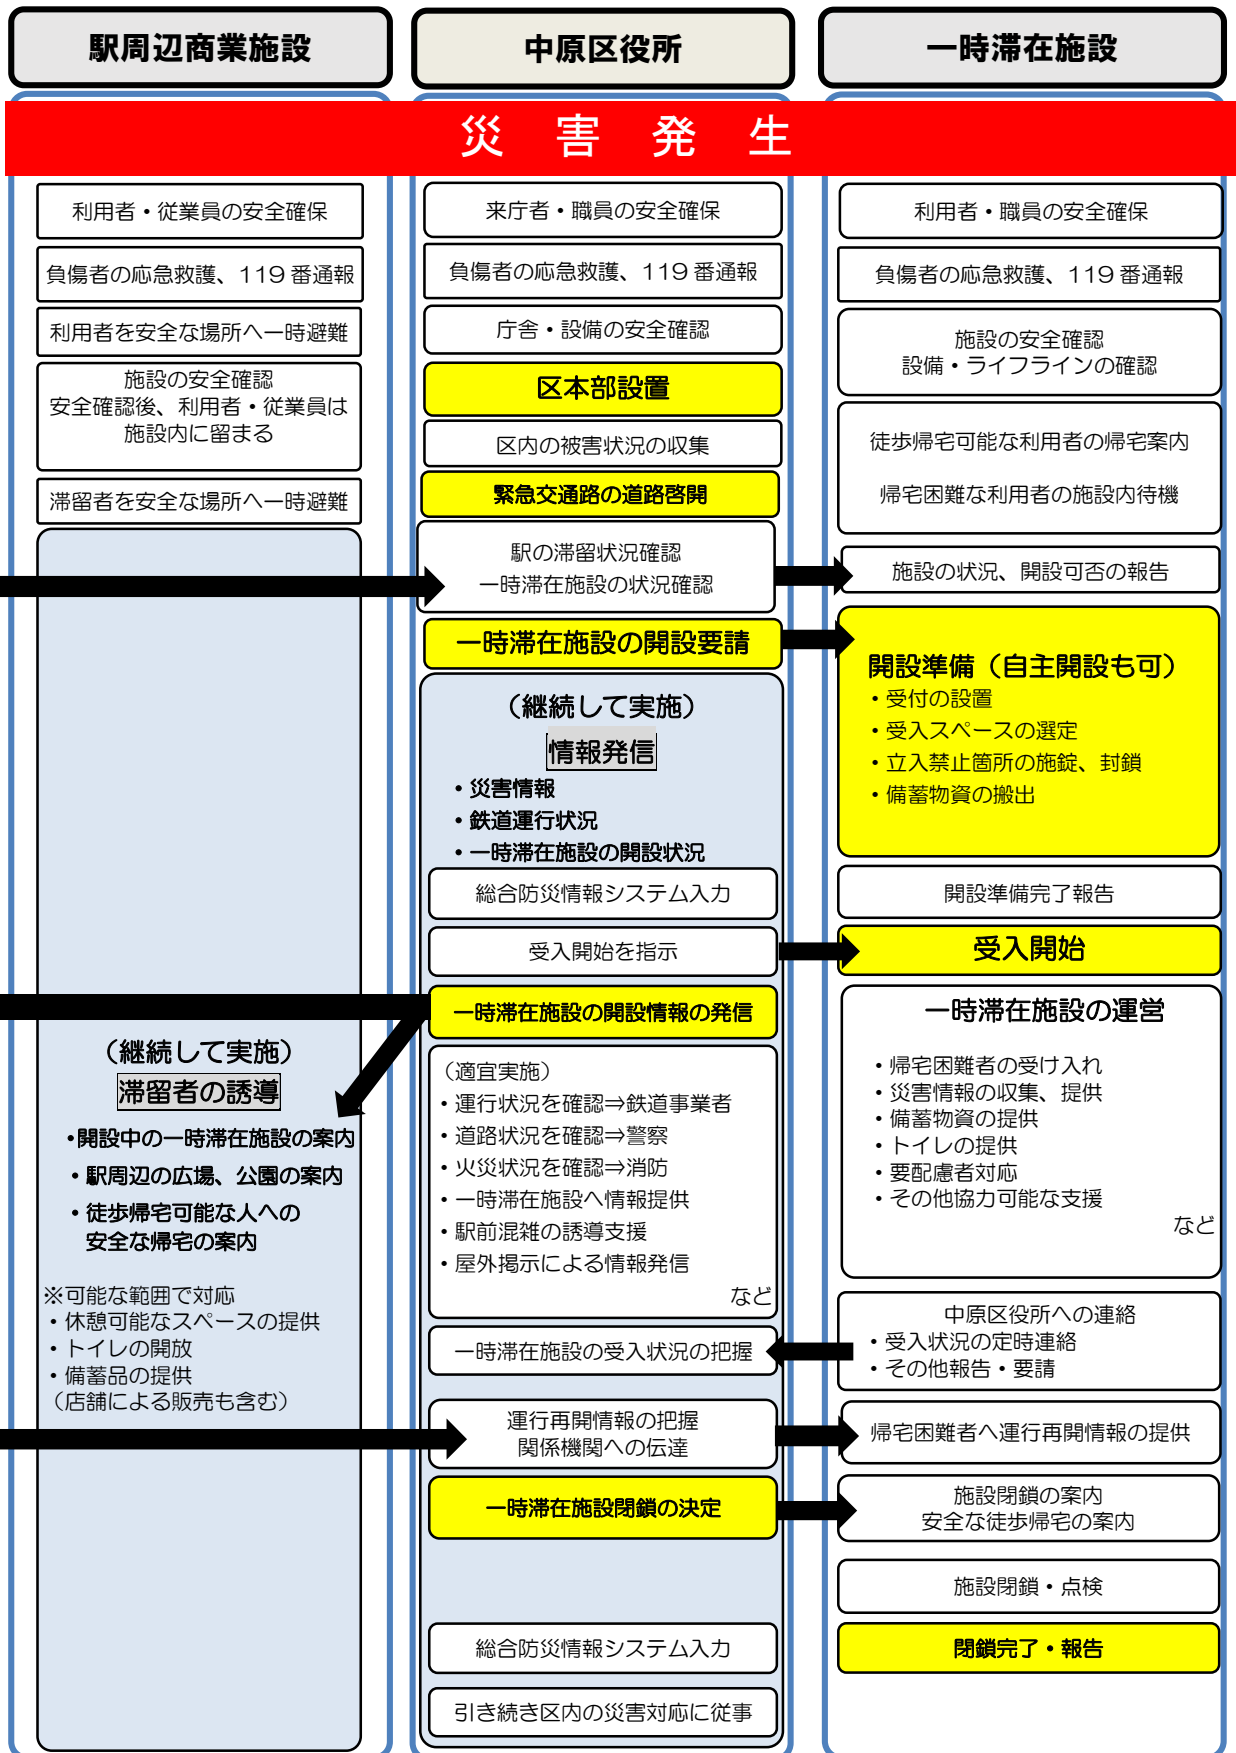 駅周辺商業施設
中原区役所
一時滞在施設
災害発生
利用者・従業員の安全確保
負傷者の応急救護、119番通報
利用者を安全な場所へ一時避難
施設の安全確認
安全確認後、利用者・従業員は
施設内に留まる
滞留者を安全な場所へ一時避難
（継続して実施）
滞留者の誘導
・開設中の一時滞在施設の案内
・駅周辺の広場、公園の案内
・徒歩帰宅可能な人への
安全な帰宅の案内
※可能な範囲で対応
・休憩可能なスペースの提供
・トイレの開放
・備蓄品の提供
（店舗による販売も含む）
来庁者・職員の安全確保
負傷者の応急救護、119番通報
庁舎・設備の安全確認
区本部設置
区内の被害状況の収集
緊急交通路の道路啓開
駅の滞留状況確認
一時滞在施設の状況確認
一時滞在施設の開設要請
（継続して実施）
情報発信
・災害情報
・鉄道運行状況
・一時滞在施設の開設状況
総合防災情報システム入力
受入開始を指示
一時滞在施設の開設情報の発信
（適宜実施）
・運行状況を確認⇒鉄道事業者
・道路状況を確認⇒警察
・火災状況を確認⇒消防
・一時滞在施設へ情報提供
・駅前混雑の誘導支援
・屋外掲示による情報発信
など
一時滞在施設の受入状況の把握
運行再開情報の把握
関係機関への伝達
一時滞在施設閉鎖の決定
総合防災情報システム入力
引き続き区内の災害対応に従事
利用者・職員の安全確保
負傷者の応急救護、119番通報
施設の安全確認
設備・ライフラインの確認
徒歩帰宅可能な利用者の帰宅案内
帰宅困難な利用者の施設内待機
施設の状況、開設可否の報告
開設準備（自主開設も可）
・受付の設置
・受入スペースの選定
・立入禁止箇所の施錠、封鎖
・備蓄物資の搬出
開設準備完了報告
受入開始
一時滞在施設の運営
・帰宅困難者の受け入れ
・災害情報の収集、提供
・備蓄物資の提供
・トイレの提供
・要配慮者対応
・その他協力可能な支援
など
中原区役所への連絡
・受入状況の定時連絡
・その他報告・要請
帰宅困難者へ運行再開情報の提供
施設閉鎖の案内
安全な徒歩帰宅の案内
施設閉鎖・点検
閉鎖完了・報告